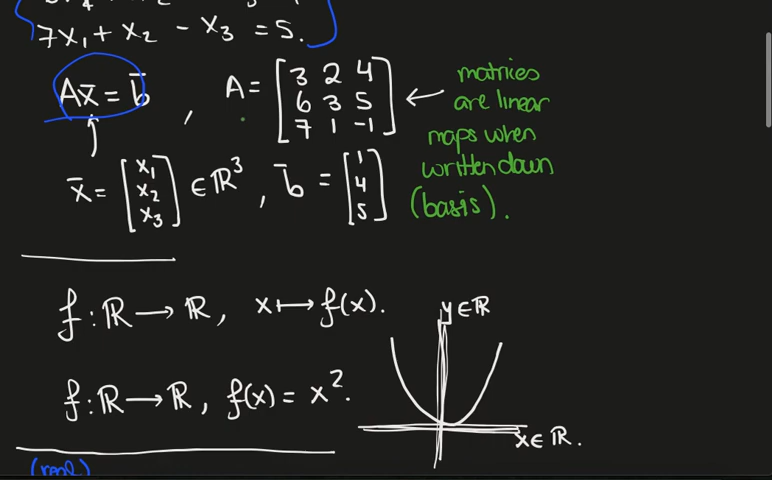 7x₁ + x₂ - x₃ = 5.
Ax̄ = b̄ , A = [3 2 4; 6 3 5; 7 1 -1] ←
matrices
are linear
maps when
written down
(basis).
x̄ = [x₁; x₂; x₃] ∈ ℝ³ , b̄ = [1; 4; 5]
f : ℝ → ℝ , x ↦ f(x).
y ∈ ℝ
f : ℝ → ℝ , f(x) = x².
x ∈ ℝ.
(real)